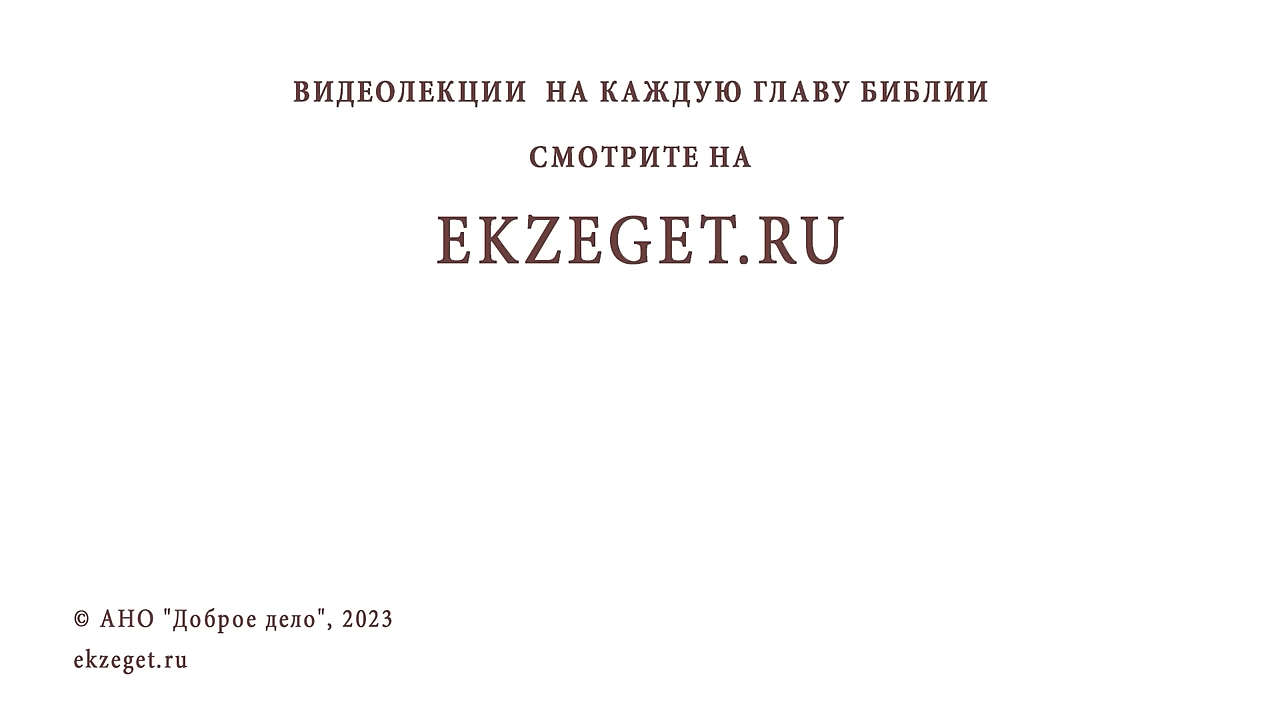 ВИДЕОЛЕКЦИИ НА КАЖДУЮ ГЛАВУ БИБЛИИ
СМОТРИТЕ НА
EKZEGET.RU
© АНО "Доброе дело", 2023
ekzeget.ru